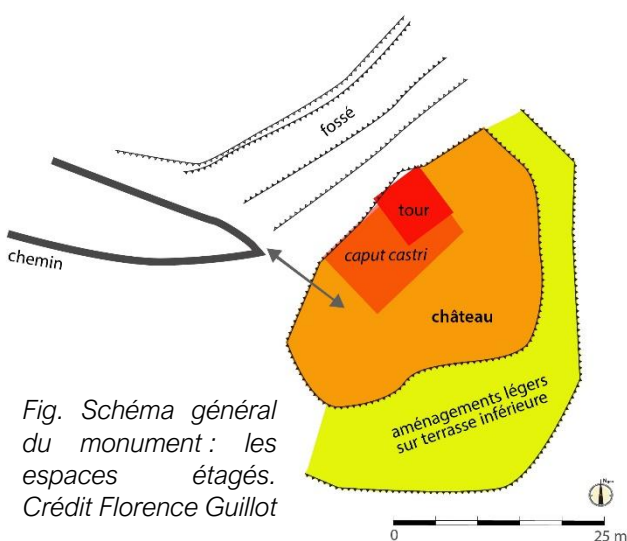 fossé
tour
chemin
caput castri
château
aménagements légers
sur terrasse inférieure
Fig. Schéma général
du monument : les
espaces étagés.
Crédit Florence Guillot
0 25 m